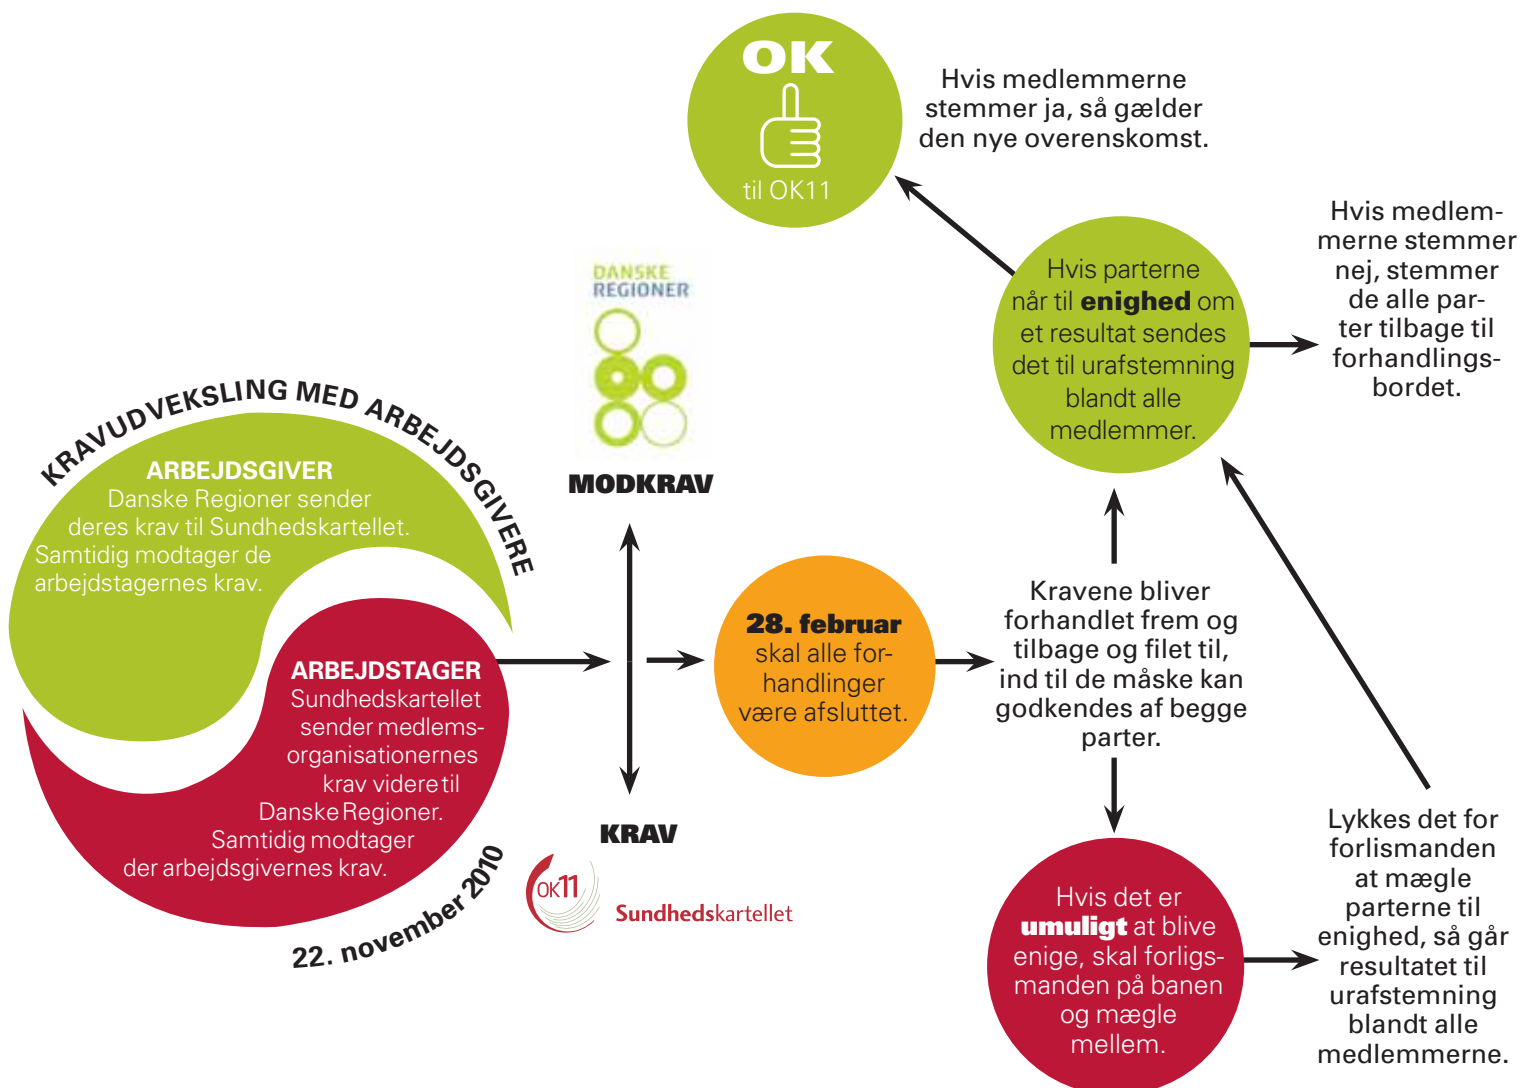 KRAVUDVEKSLING MED ARBEJDSGIVERE
ARBEJDSGIVER
Danske Regioner sender
deres krav til Sundhedskartellet.
Samtidig modtager de
arbejdstagernes krav.
ARBEJDSTAGER
Sundhedskartellet
sender medlems-
organisationernes
krav videre til
Danske Regioner.
Samtidig modtager
der arbejdsgivernes krav.
22. november 2010
DANSKE
REGIONER
MODKRAV
KRAV
OK11
Sundhedskartellet
28. februar
skal alle for-
handlinger
være afsluttet.
Kravene bliver
forhandlet frem og
tilbage og filet til,
ind til de måske kan
godkendes af begge
parter.
Hvis parterne
når til enighed om
et resultat sendes
det til urafstemning
blandt alle
medlemmer.
OK
til OK11
Hvis medlemmerne
stemmer ja, så gælder
den nye overenskomst.
Hvis medlem-
merne stemmer
nej, stemmer
de alle par-
ter tilbage til
forhandlings-
bordet.
Hvis det er
umuligt at blive
enige, skal forligs-
manden på banen
og mægle
mellem.
Lykkes det for
forlismanden
at mægle
parterne til
enighed, så går
resultatet til
urafstemning
blandt alle
medlemmerne.